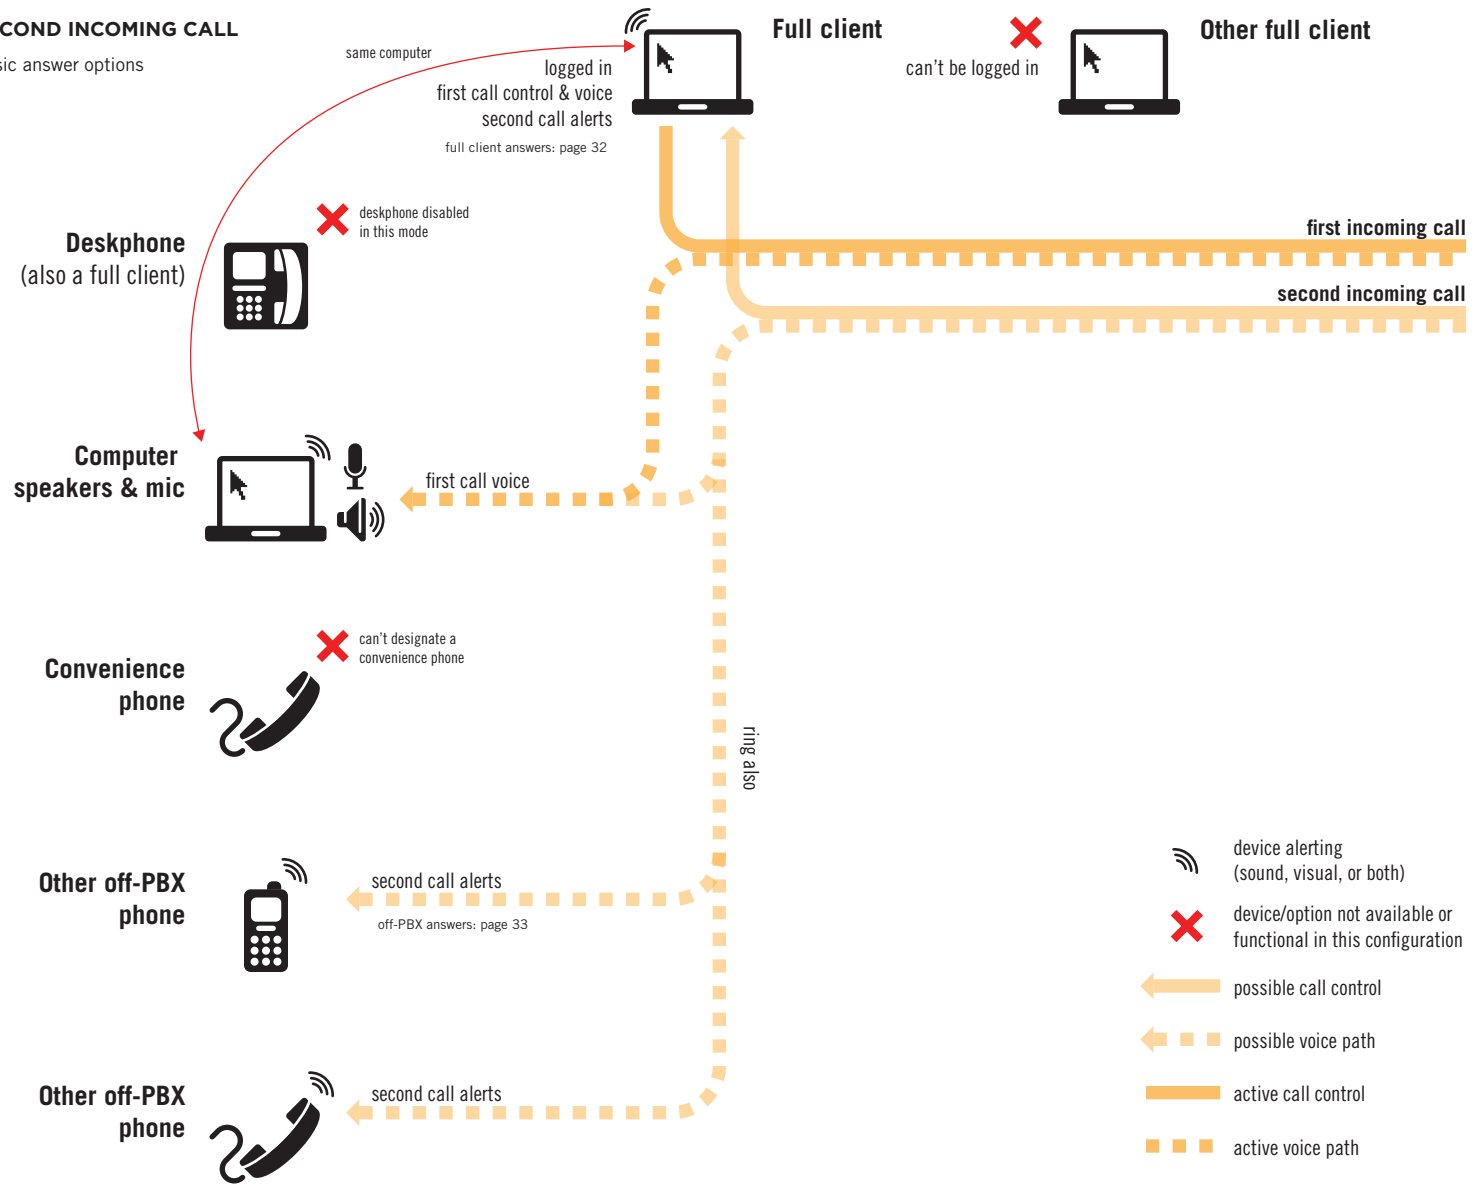 COND INCOMING CALL
sic answer options
same computer
logged in
first call control & voice
second call alerts
full client answers: page 32
Full client
can't be logged in
Other full client
Deskphone
(also a full client)
deskphone disabled
in this mode
first incoming call
second incoming call
Computer
speakers & mic
first call voice
Convenience
phone
can't designate a
convenience phone
ring also
Other off-PBX
phone
second call alerts
off-PBX answers: page 33
Other off-PBX
phone
second call alerts
device alerting
(sound, visual, or both)
device/option not available or
functional in this configuration
possible call control
possible voice path
active call control
active voice path